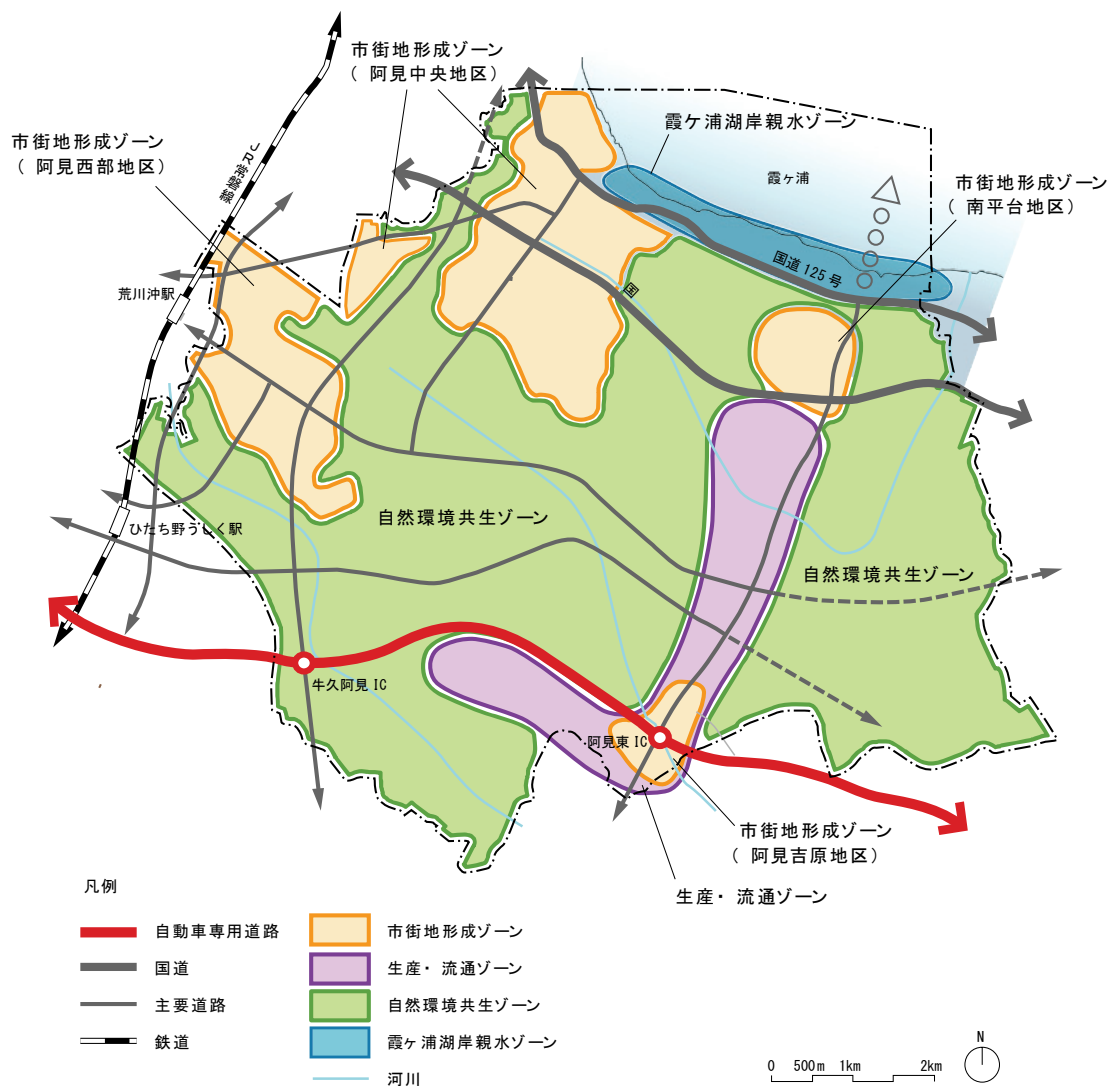 市街地形成ゾーン
( 阿見中央地区)
市街地形成ゾーン
( 阿見西部地区)
JR常磐線
霞ケ浦湖岸親水ゾーン
霞ヶ浦
市街地形成ゾーン
( 南平台地区)
国道125号
国
荒川沖駅
自然環境共生ゾーン
ひたち野うしく駅
自然環境共生ゾーン
牛久阿見IC
阿見東IC
市街地形成ゾーン
( 阿見吉原地区)
生産・流通ゾーン
凡例
自動車専用道路
国道
主要道路
鉄道
市街地形成ゾーン
生産・流通ゾーン
自然環境共生ゾーン
霞ヶ浦湖岸親水ゾーン
河川
0 500m 1km 2km
N